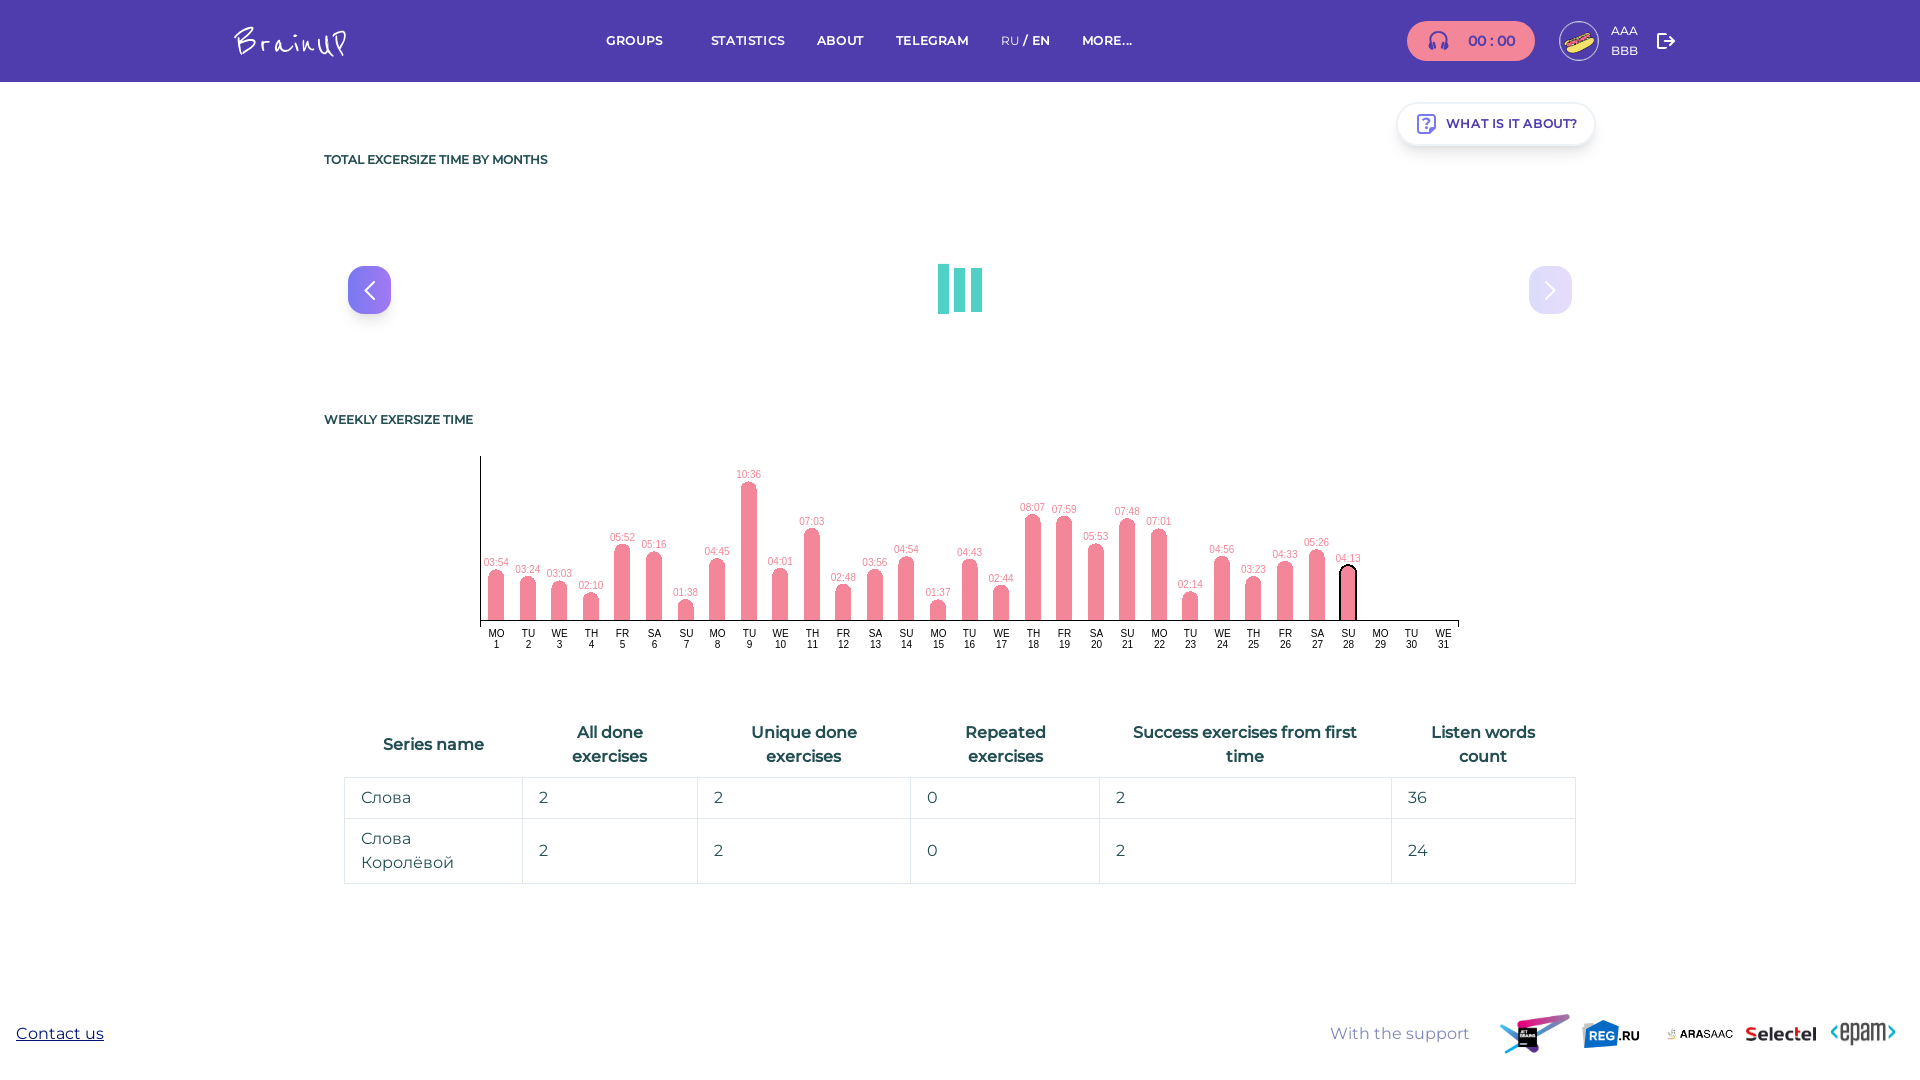 BrainUP
GROUPS STATISTICS ABOUT TELEGRAM RU / EN MORE...
00 : 00
AAA
BBB
WHAT IS IT ABOUT?
TOTAL EXCERSIZE TIME BY MONTHS
WEEKLY EXERSIZE TIME
03:54 03:24 03:03 02:10 05:52 05:16 01:38 04:45 10:36 04:01 07:03 02:48 03:56 04:54 01:37 04:43 02:44 08:07 07:59 05:53 07:48 07:01 02:14 04:56 03:23 04:33 05:26 04:13
MO TU WE TH FR SA SU MO TU WE TH FR SA SU MO TU WE TH FR SA SU MO TU WE TH FR SA SU MO TU WE
1 2 3 4 5 6 7 8 9 10 11 12 13 14 15 16 17 18 19 20 21 22 23 24 25 26 27 28 29 30 31
Series name
All done
exercises
Unique done
exercises
Repeated
exercises
Success exercises from first
time
Listen words
count
Слова 2 2 0 2 36
Слова
Королёвой
2 2 0 2 24
Contact us
With the support
JET
BRAINS
REG.RU
ARASAAC
Selectel
<epam>